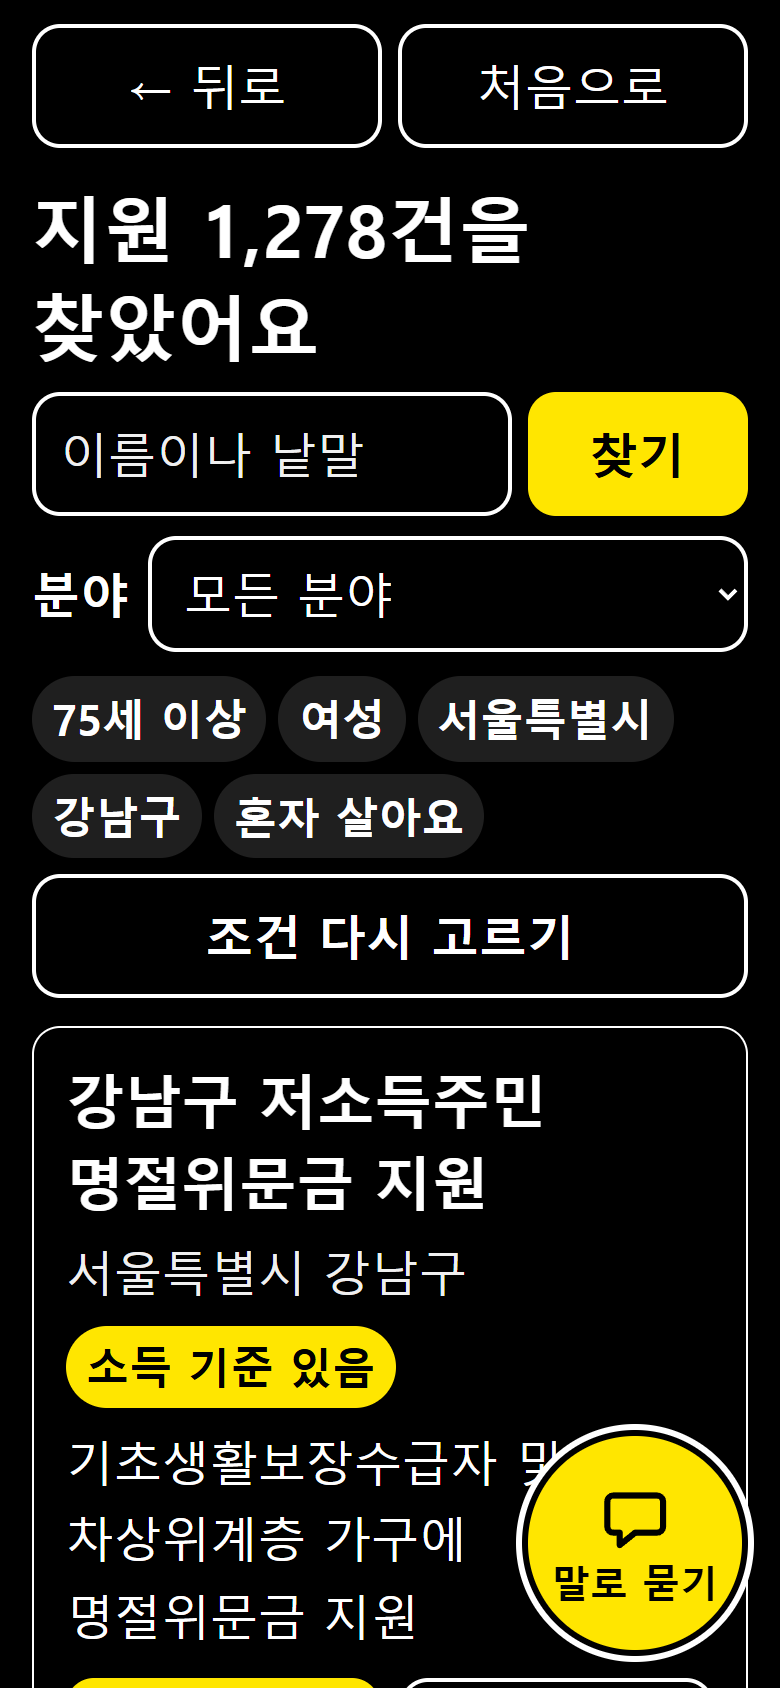 ← 뒤로
처음으로
지원 1,278건을
찾았어요
이름이나 낱말
찾기
분야
모든 분야
75세 이상
여성
서울특별시
강남구
혼자 살아요
조건 다시 고르기
강남구 저소득주민
명절위문금 지원
서울특별시 강남구
소득 기준 있음
기초생활보장수급자
차상위계층 가구에
명절위문금 지원
말로 묻기